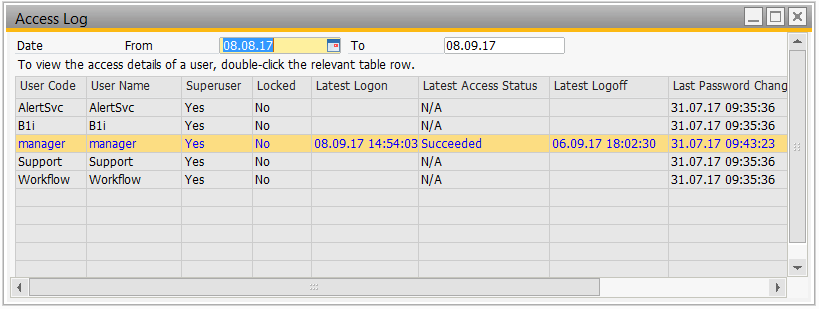 Access Log
Date From 08.08.17 To 08.09.17
To view the access details of a user, double-click the relevant table row.
User Code User Name Superuser Locked Latest Logon Latest Access Status Latest Logoff Last Password Chang
AlertSvc AlertSvc Yes No N/A 31.07.17 09:35:36
B1i B1i Yes No N/A 31.07.17 09:35:36
manager manager Yes No 08.09.17 14:54:03 Succeeded 06.09.17 18:02:30 31.07.17 09:43:23
Support Support Yes No N/A 31.07.17 09:35:36
Workflow Workflow Yes No N/A 31.07.17 09:35:36